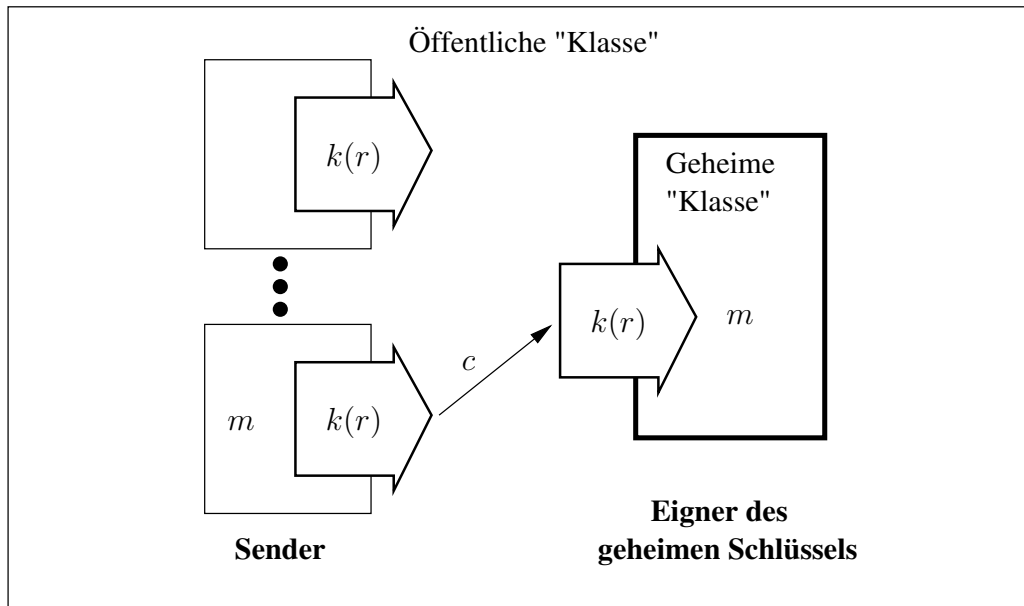 Öffentliche "Klasse"
k(r)
Geheime
"Klasse"
k(r)
m
c
m
k(r)
Sender
Eigner des
geheimen Schlüssels